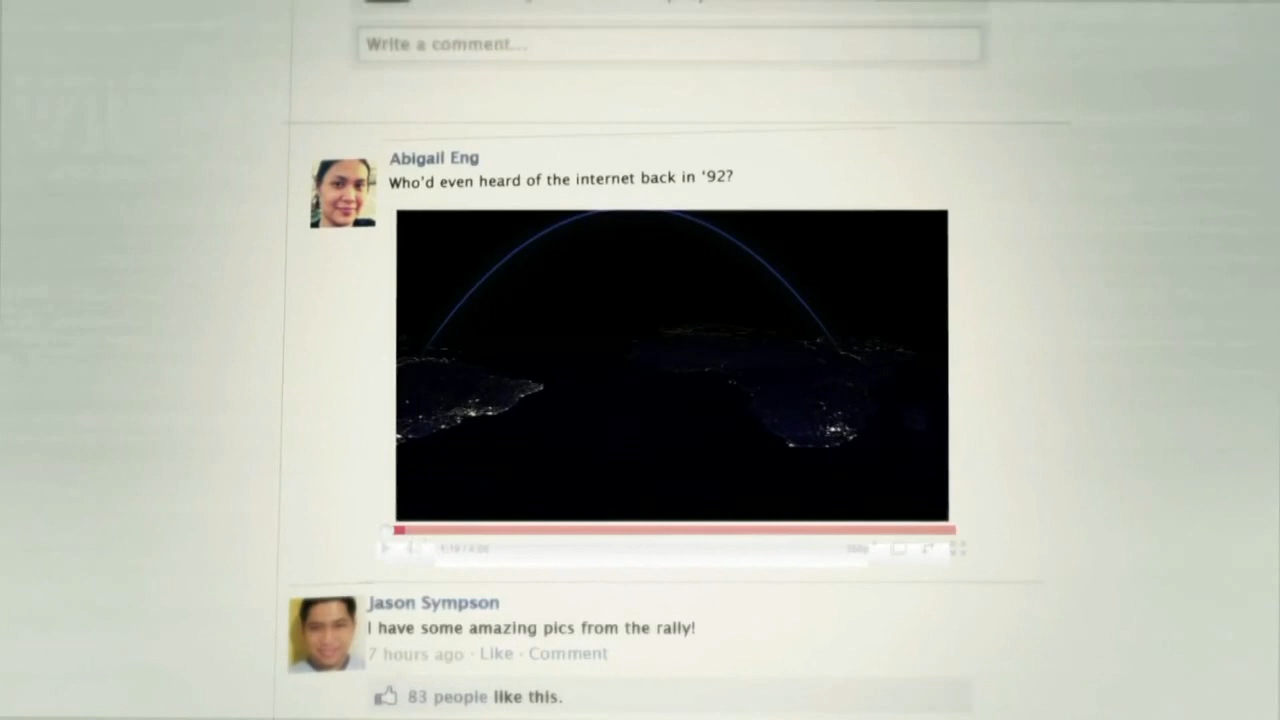 Write a comment...
Abigail Eng
Who'd even heard of the internet back in '92?
Jason Sympson
I have some amazing pics from the rally!
7 hours ago · Like · Comment
83 people like this.